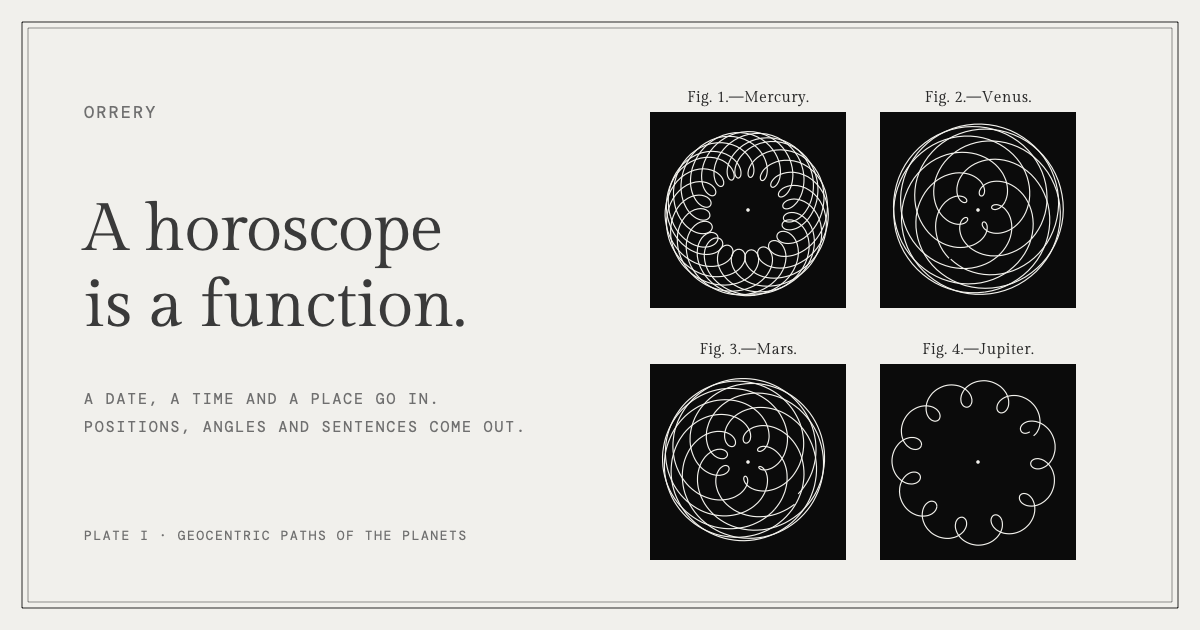 ORRERY
A horoscope
is a function.
A DATE, A TIME AND A PLACE GO IN.
POSITIONS, ANGLES AND SENTENCES COME OUT.
PLATE I · GEOCENTRIC PATHS OF THE PLANETS
Fig. 1.—Mercury.
Fig. 2.—Venus.
Fig. 3.—Mars.
Fig. 4.—Jupiter.